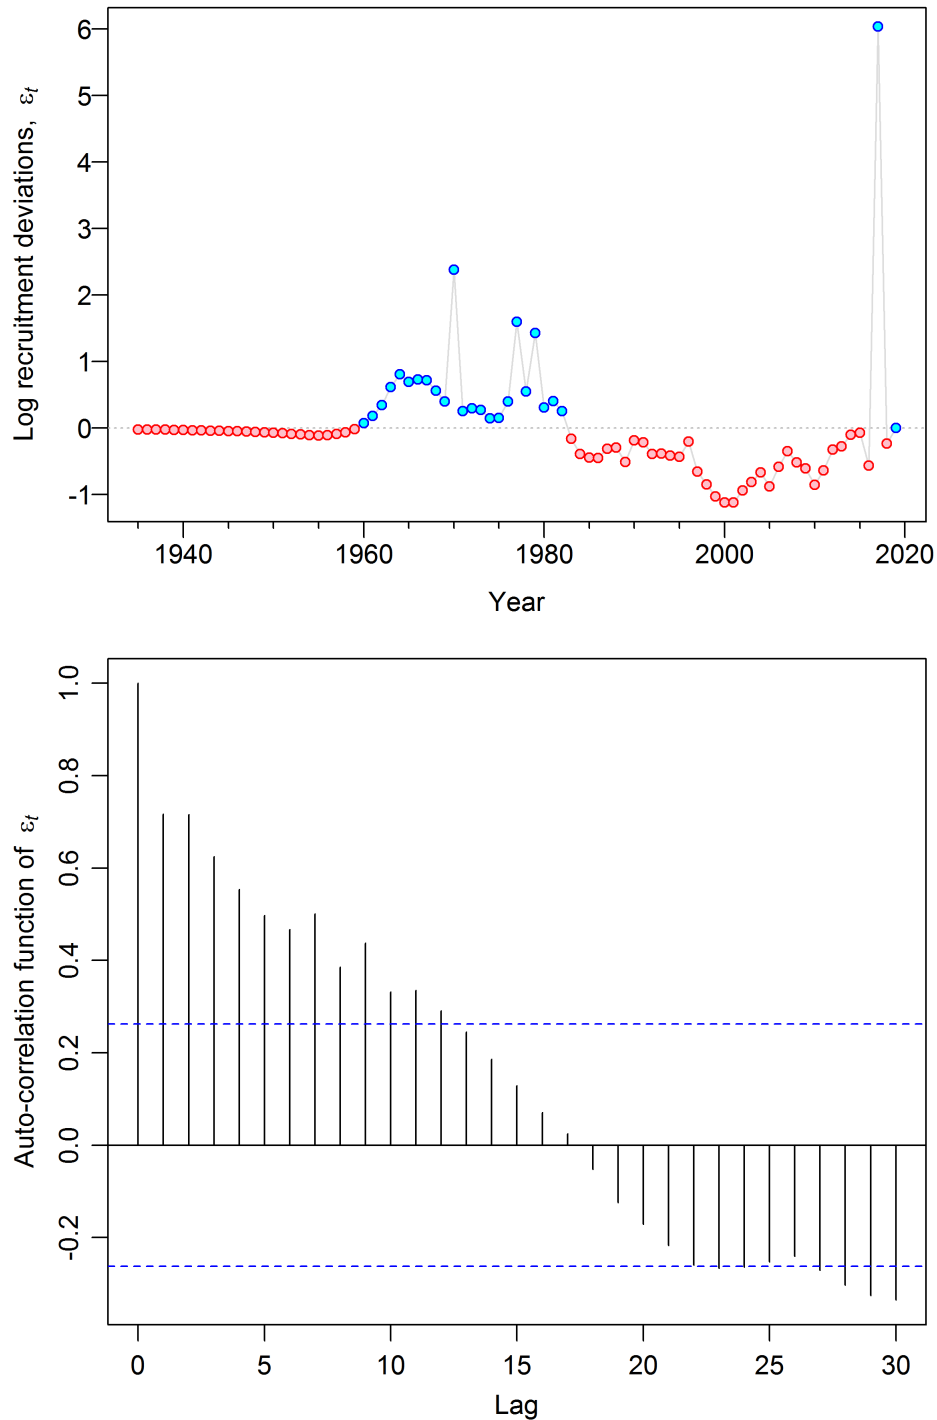 Log recruitment deviations, εt
6
5
4
3
2
1
0
-1
1940 1960 1980 2000 2020
Year
Auto-correlation function of εt
1.0
0.8
0.6
0.4
0.2
0.0
-0.2
0 5 10 15 20 25 30
Lag